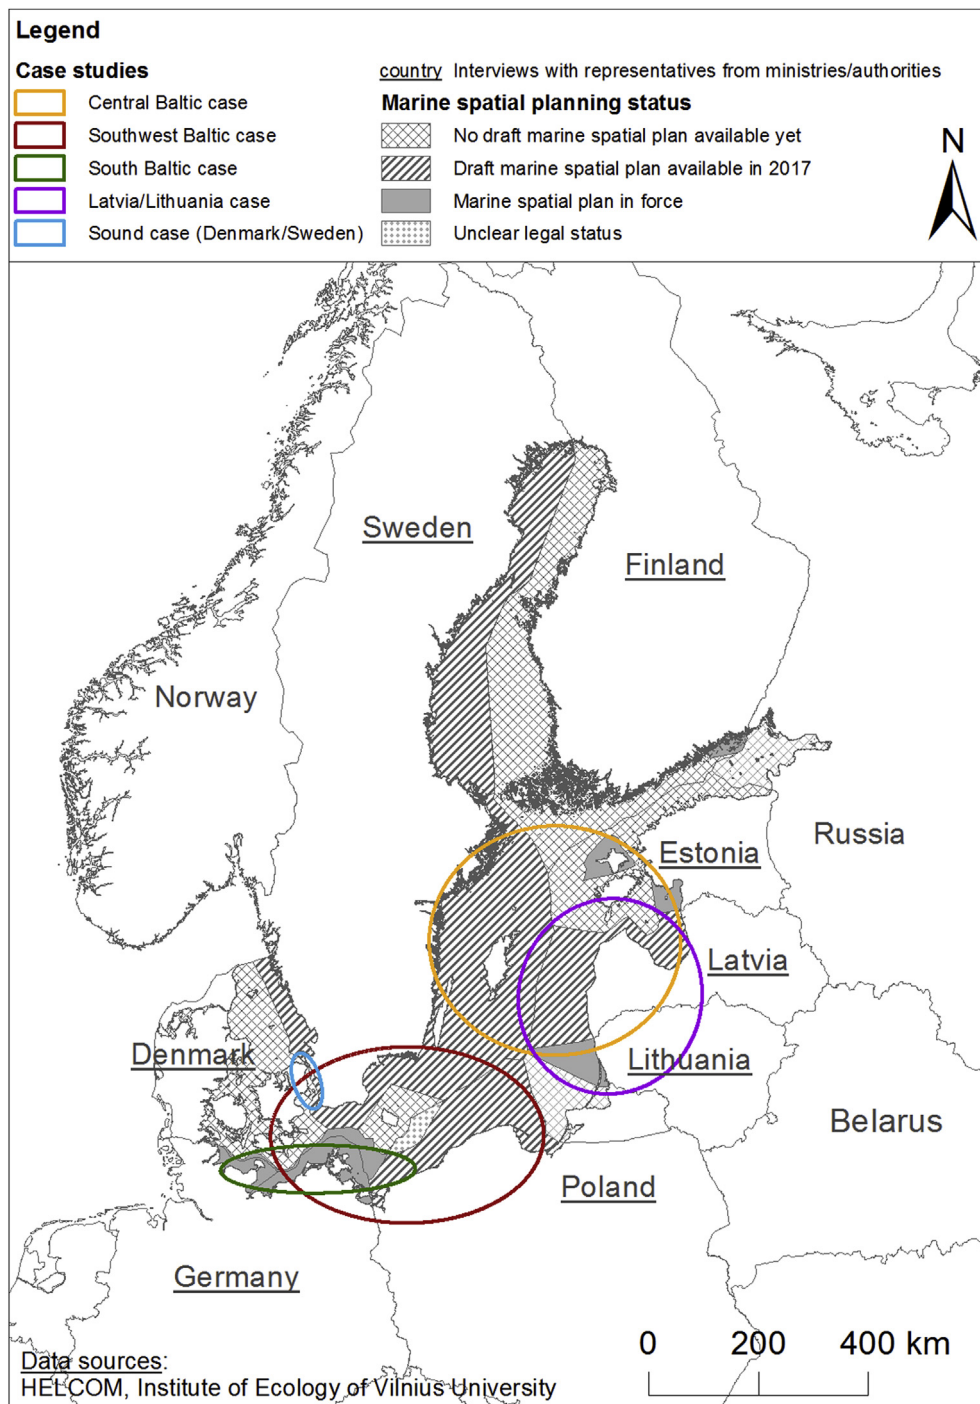 Legend
Case studies
Central Baltic case
Southwest Baltic case
South Baltic case
Latvia/Lithuania case
Sound case (Denmark/Sweden)
country Interviews with representatives from ministries/authorities
Marine spatial planning status
No draft marine spatial plan available yet
Draft marine spatial plan available in 2017
Marine spatial plan in force
Unclear legal status
N
Sweden
Finland
Norway
Russia
Estonia
Latvia
Denmark
Lithuania
Belarus
Poland
Germany
0 200 400 km
Data sources:
HELCOM, Institute of Ecology of Vilnius University